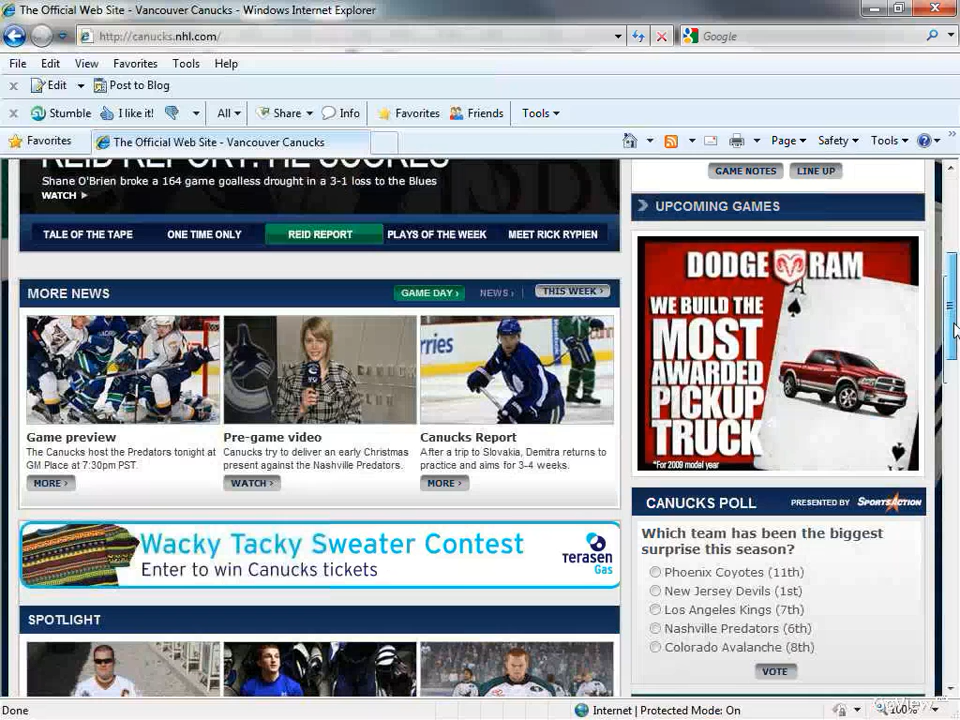 The Official Web Site - Vancouver Canucks - Windows Internet Explorer
http://canucks.nhl.com/
Google
File Edit View Favorites Tools Help
Edit Post to Blog
Stumble I like it! All Share Info Favorites Friends Tools
Favorites The Official Web Site - Vancouver Canucks Page Safety Tools
REID REPORT: HE SCORES
Shane O'Brien broke a 164 game goalless drought in a 3-1 loss to the Blues
WATCH
TALE OF THE TAPE ONE TIME ONLY REID REPORT PLAYS OF THE WEEK MEET RICK RYPIEN
GAME NOTES LINE UP
UPCOMING GAMES
DODGE RAM
WE BUILD THE
MOST
AWARDED
PICKUP
TRUCK
*For 2009 model year
A
MORE NEWS GAME DAY › NEWS › THIS WEEK ›
erries
Game preview
The Canucks host the Predators tonight at
GM Place at 7:30pm PST.
MORE ›
Pre-game video
Canucks try to deliver an early Christmas
present against the Nashville Predators.
WATCH ›
Canucks Report
After a trip to Slovakia, Demitra returns to
practice and aims for 3-4 weeks.
MORE ›
Wacky Tacky Sweater Contest
Enter to win Canucks tickets
TERASEN
Gas
CANUCKS POLL PRESENTED BY SPORTSACTION
Which team has been the biggest
surprise this season?
Phoenix Coyotes (11th)
New Jersey Devils (1st)
Los Angeles Kings (7th)
Nashville Predators (6th)
Colorado Avalanche (8th)
VOTE
SPOTLIGHT
Done Internet | Protected Mode: On 100%